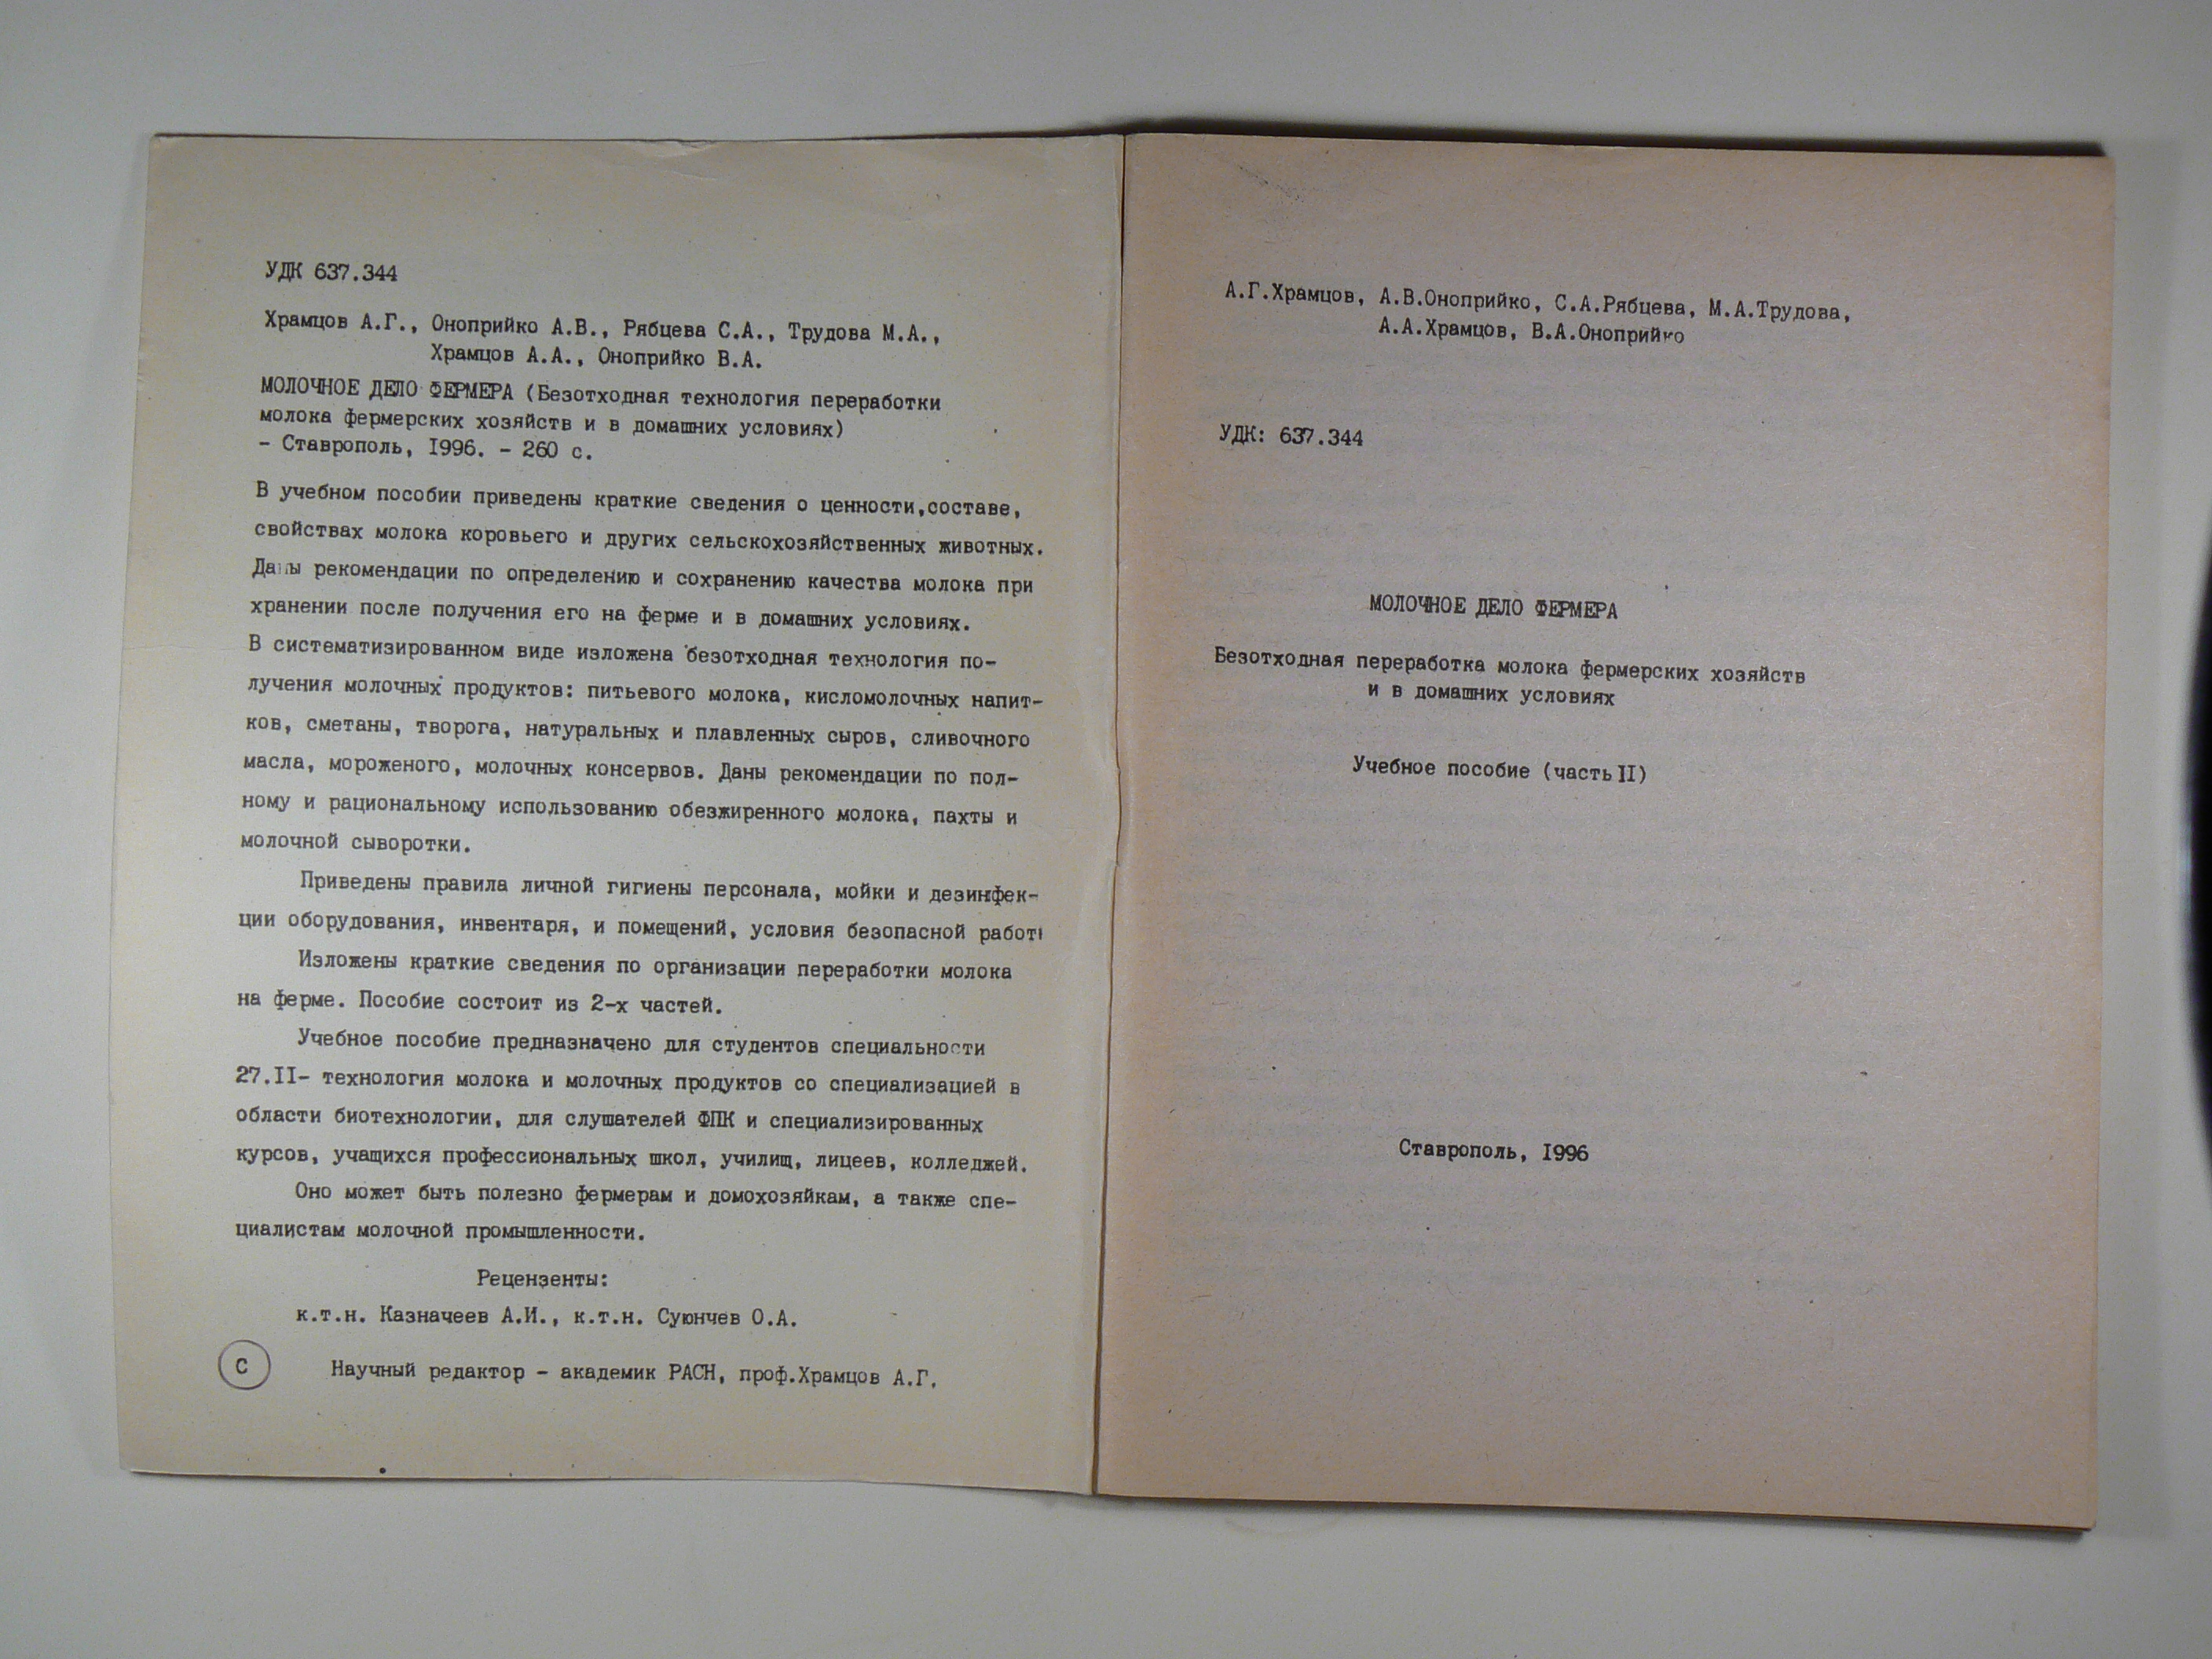 УДК 637.344
Храмцов А.Г., Оноприйко А.В., Рябцева С.А., Трудова М.А.,
Храмцов А.А., Оноприйко В.А.
МОЛОЧНОЕ ДЕЛО ФЕРМЕРА (Безотходная технология переработки
молока фермерских хозяйств и в домашних условиях)
- Ставрополь, I996. - 260 с.
В учебном пособии приведены краткие сведения о ценности,составе,
свойствах молока коровьего и других сельскохозяйственных животных.
Даны рекомендации по определению и сохранению качества молока при
хранении после получения его на ферме и в домашних условиях.
В систематизированном виде изложена безотходная технология по-
лучения молочных продуктов: питьевого молока, кисломолочных напит-
ков, сметаны, творога, натуральных и плавленных сыров, сливочного
масла, мороженого, молочных консервов. Даны рекомендации по пол-
ному и рациональному использованию обезжиренного молока, пахты и
молочной сыворотки.
Приведены правила личной гигиены персонала, мойки и дезинфек-
ции оборудования, инвентаря, и помещений, условия безопасной работ
Изложены краткие сведения по организации переработки молока
на ферме. Пособие состоит из 2-х частей.
Учебное пособие предназначено для студентов специальности
27.II- технология молока и молочных продуктов со специализацией в
области биотехнологии, для слушателей ФПК и специализированных
курсов, учащихся профессиональных школ, училищ, лицеев, колледжей.
Оно может быть полезно фермерам и домохозяйкам, а также спе-
циалистам молочной промышленности.
Рецензенты:
к.т.н. Казначеев А.И., к.т.н. Суюнчев О.А.
С Научный редактор - академик РАСН, проф.Храмцов А.Г.
А.Г.Храмцов, А.В.Оноприйко, С.А.Рябцева, М.А.Трудова,
А.А.Храмцов, В.А.Оноприйко
УДК: 637.344
МОЛОЧНОЕ ДЕЛО ФЕРМЕРА
Безотходная переработка молока фермерских хозяйств
и в домашних условиях
Учебное пособие (часть II)
Ставрополь, I996